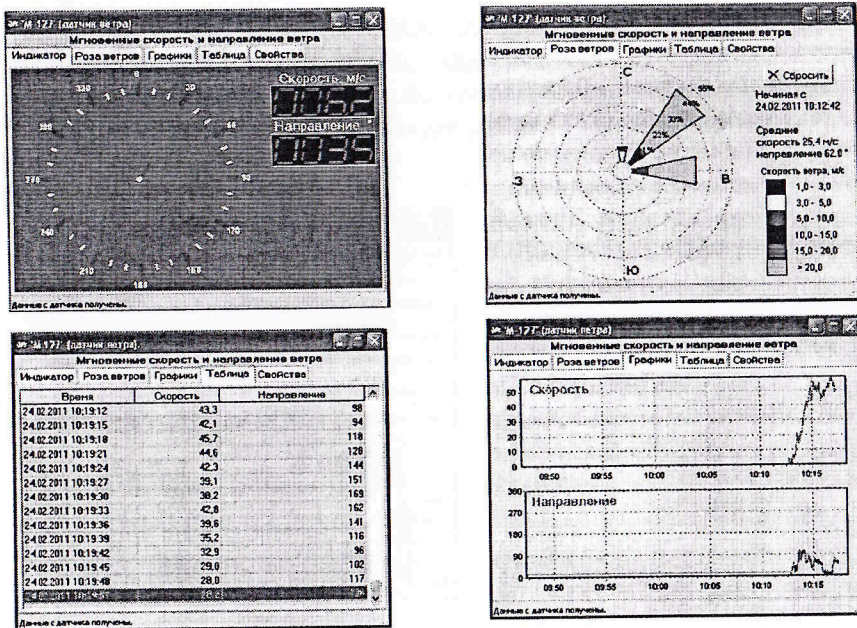 "М-127" (датчик ветра)
Мгновенные скорость и направление ветра
Индикатор Роза ветров Графики Таблица Свойства
0
30
60
90
120
150
180
210
240
270
300
330
Скорость, м/с
Направление °
0035
Данные с датчика получены.
"М-127" (датчик ветра)
Мгновенные скорость и направление ветра
Индикатор Роза ветров Графики Таблица Свойства
С
В
Ю
З
55%
44%
33%
22%
11%
Сбросить
Начиная с
24.02.2011 10:12:42
Средние
скорость 25,4 м/с
направление 62.0 °
Скорость ветра, м/с
1,0 - 3,0
3,0 - 5,0
5,0 - 10,0
10,0 - 15,0
15,0 - 20,0
> 20,0
Данные с датчика получены.
"М-127" (датчик ветра)
Мгновенные скорость и направление ветра
Индикатор Роза ветров Графики Таблица Свойства
Время Скорость Направление
24.02.2011 10:19:12 43,3 98
24.02.2011 10:19:15 42,1 94
24.02.2011 10:19:18 45,7 118
24.02.2011 10:19:21 44,6 128
24.02.2011 10:19:24 42,3 144
24.02.2011 10:19:27 39,1 151
24.02.2011 10:19:30 38,2 169
24.02.2011 10:19:33 42,8 162
24.02.2011 10:19:36 39,6 141
24.02.2011 10:19:39 35,2 116
24.02.2011 10:19:42 32,9 96
24.02.2011 10:19:45 29,0 102
24.02.2011 10:19:48 28,0 117
Данные с датчика получены.
"М-127" (датчик ветра)
Мгновенные скорость и направление ветра
Индикатор Роза ветров Графики Таблица Свойства
Скорость
50
40
30
20
10
0
09:50 09:55 10:00 10:05 10:10 10:15
Направление
360
270
180
90
0
09:50 09:55 10:00 10:05 10:10 10:15
Данные с датчика получены.